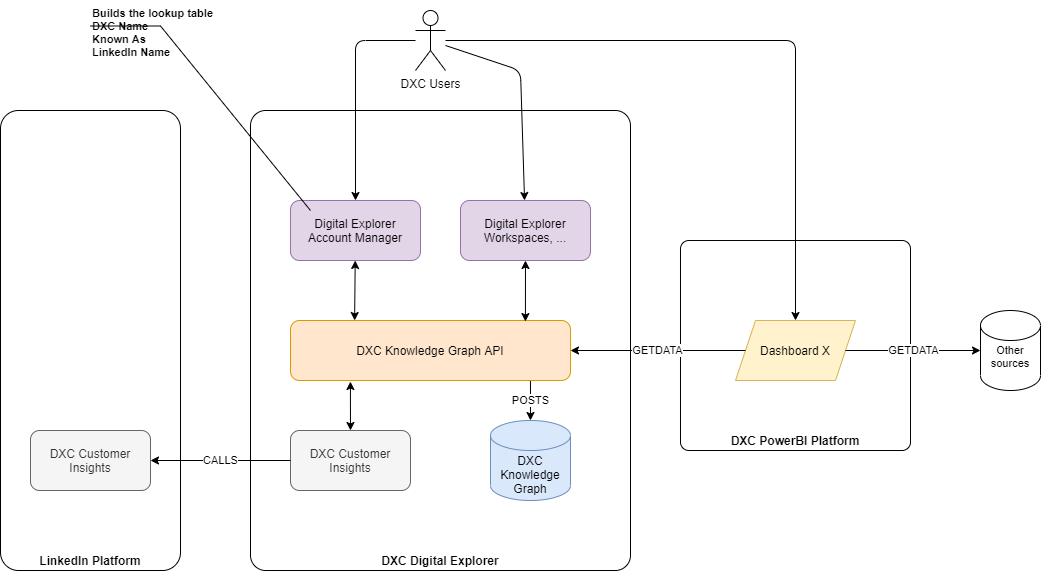 Builds the lookup table
DXC Name
Known As
LinkedIn Name
DXC Users
Digital Explorer
Account Manager
Digital Explorer
Workspaces, ...
DXC Knowledge Graph API
GETDATA
Dashboard X
GETDATA
Other
sources
POSTS
DXC PowerBI Platform
DXC Customer
Insights
CALLS
DXC Customer
Insights
DXC
Knowledge
Graph
LinkedIn Platform
DXC Digital Explorer